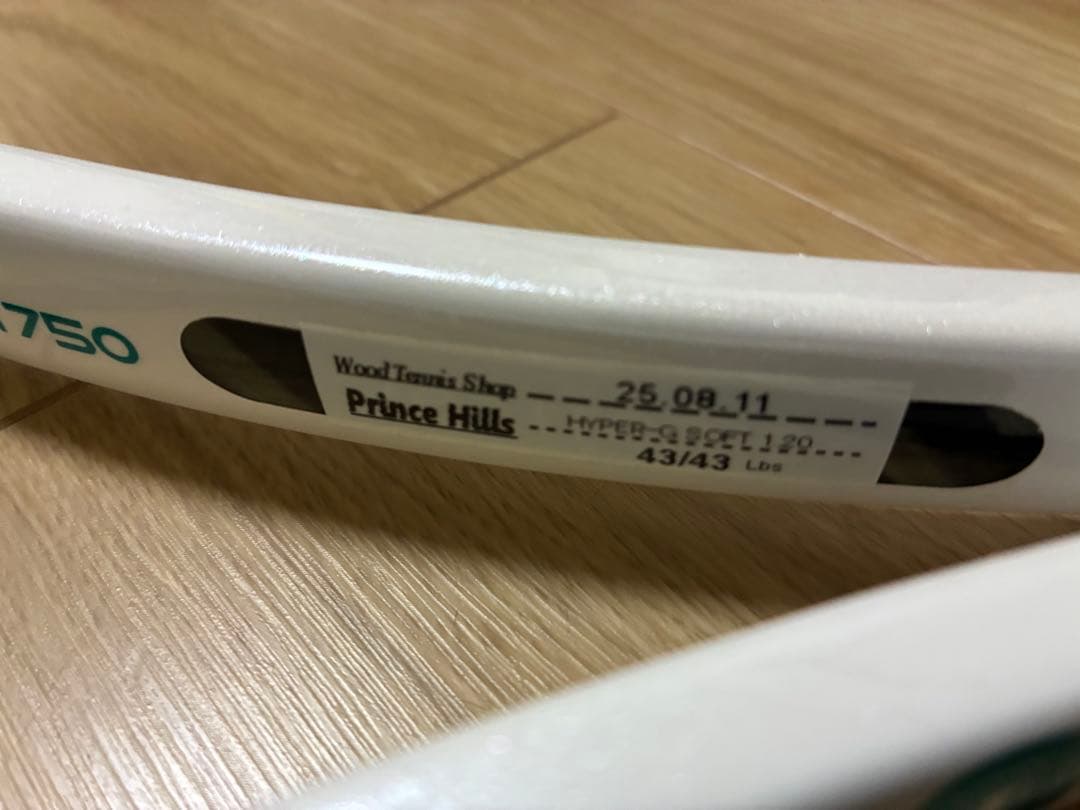 750
Wood Tennis Shop
25.08.11
Prince Hills
HYPER-G SOFT 120
43/43 Lbs